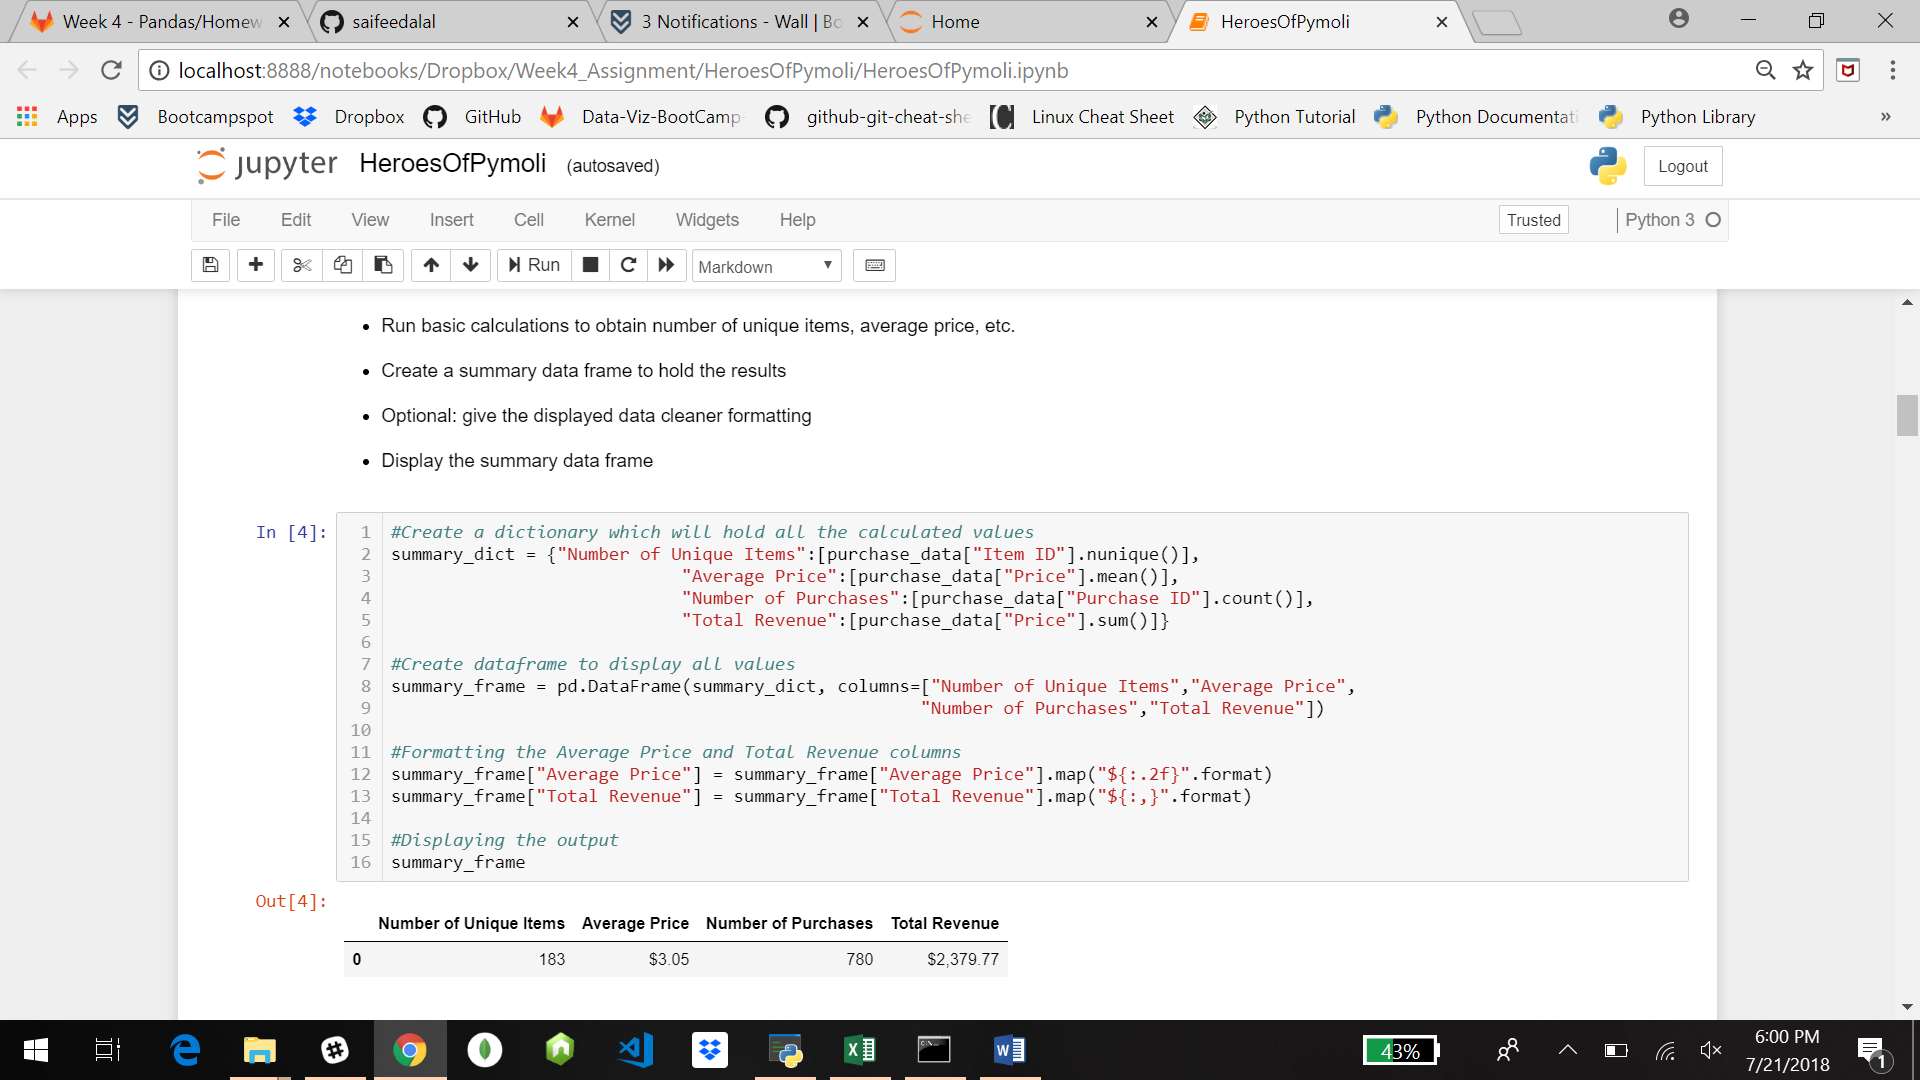 Week 4 - Pandas/Homew
saifeedalal
3 Notifications - Wall | Bo
Home
HeroesOfPymoli
localhost:8888/notebooks/Dropbox/Week4_Assignment/HeroesOfPymoli/HeroesOfPymoli.ipynb
Apps Bootcampspot Dropbox GitHub Data-Viz-BootCamp- github-git-cheat-she Linux Cheat Sheet Python Tutorial Python Documentati Python Library »
jupyter HeroesOfPymoli (autosaved) Logout
File Edit View Insert Cell Kernel Widgets Help Trusted Python 3
Run Markdown
• Run basic calculations to obtain number of unique items, average price, etc.
• Create a summary data frame to hold the results
• Optional: give the displayed data cleaner formatting
• Display the summary data frame
In [4]:
1 #Create a dictionary which will hold all the calculated values
2 summary_dict = {"Number of Unique Items":[purchase_data["Item ID"].nunique()],
3 "Average Price":[purchase_data["Price"].mean()],
4 "Number of Purchases":[purchase_data["Purchase ID"].count()],
5 "Total Revenue":[purchase_data["Price"].sum()]}
6
7 #Create dataframe to display all values
8 summary_frame = pd.DataFrame(summary_dict, columns=["Number of Unique Items","Average Price",
9 "Number of Purchases","Total Revenue"])
10
11 #Formatting the Average Price and Total Revenue columns
12 summary_frame["Average Price"] = summary_frame["Average Price"].map("${:.2f}".format)
13 summary_frame["Total Revenue"] = summary_frame["Total Revenue"].map("${:,}".format)
14
15 #Displaying the output
16 summary_frame
Out[4]:
Number of Unique Items Average Price Number of Purchases Total Revenue
0 183 $3.05 780 $2,379.77
43%
6:00 PM
7/21/2018
1